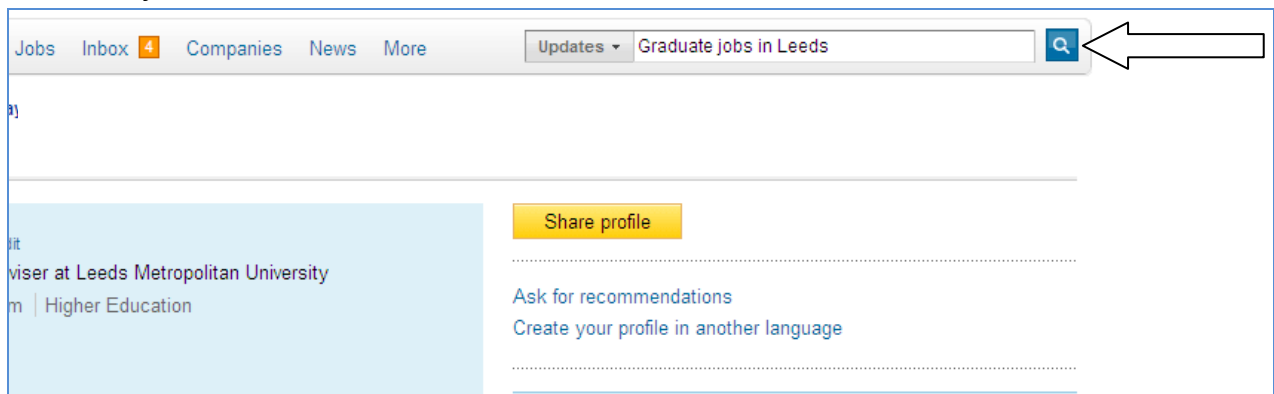 Jobs Inbox 4 Companies News More Updates Graduate jobs in Leeds
Share profile
viser at Leeds Metropolitan University
m Higher Education
Ask for recommendations
Create your profile in another language